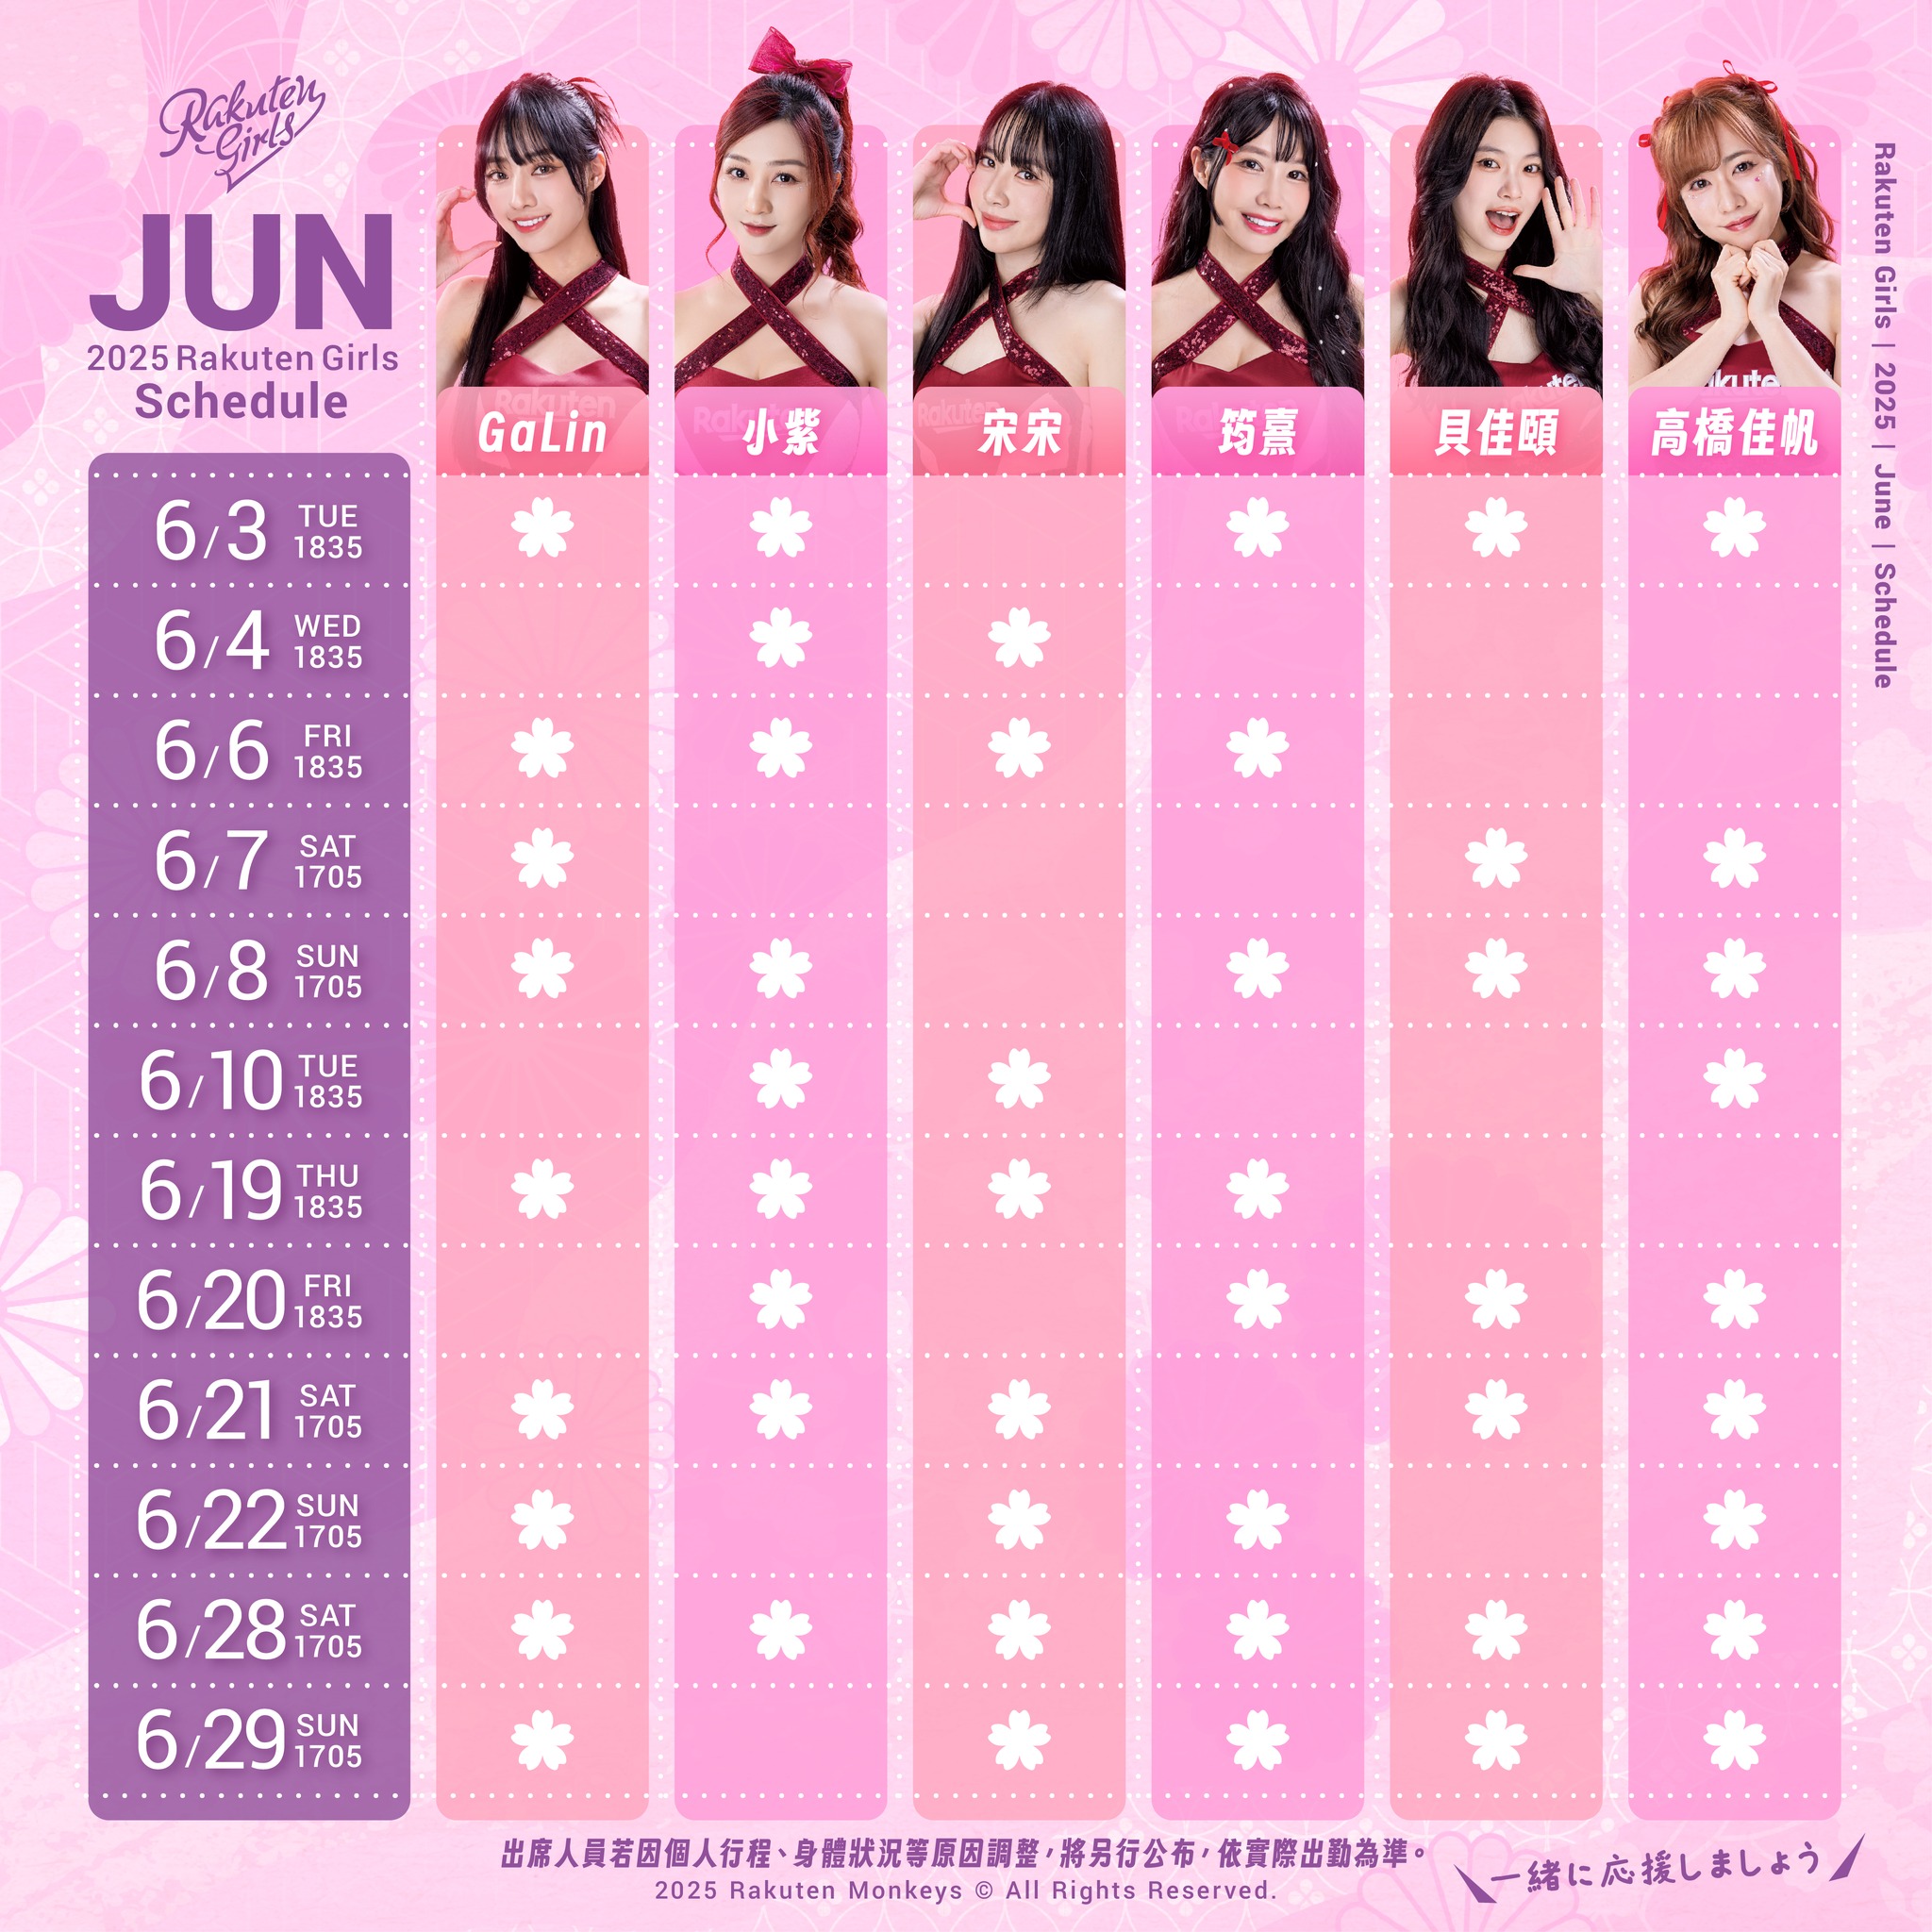 Rakuten
Girls
JUN
2025 Rakuten Girls
Schedule
GaLin
小紫
宋宋
筠熹
貝佳頤
高橋佳帆
6/3 TUE 1835
6/4 WED 1835
6/6 FRI 1835
6/7 SAT 1705
6/8 SUN 1705
6/10 TUE 1835
6/19 THU 1835
6/20 FRI 1835
6/21 SAT 1705
6/22 SUN 1705
6/28 SAT 1705
6/29 SUN 1705
Rakuten Girls | 2025 | June | Schedule
出席人員若因個人行程、身體狀況等原因調整，將另行公布，依實際出勤為準。
2025 Rakuten Monkeys © All Rights Reserved.
一緒に応援しましょう